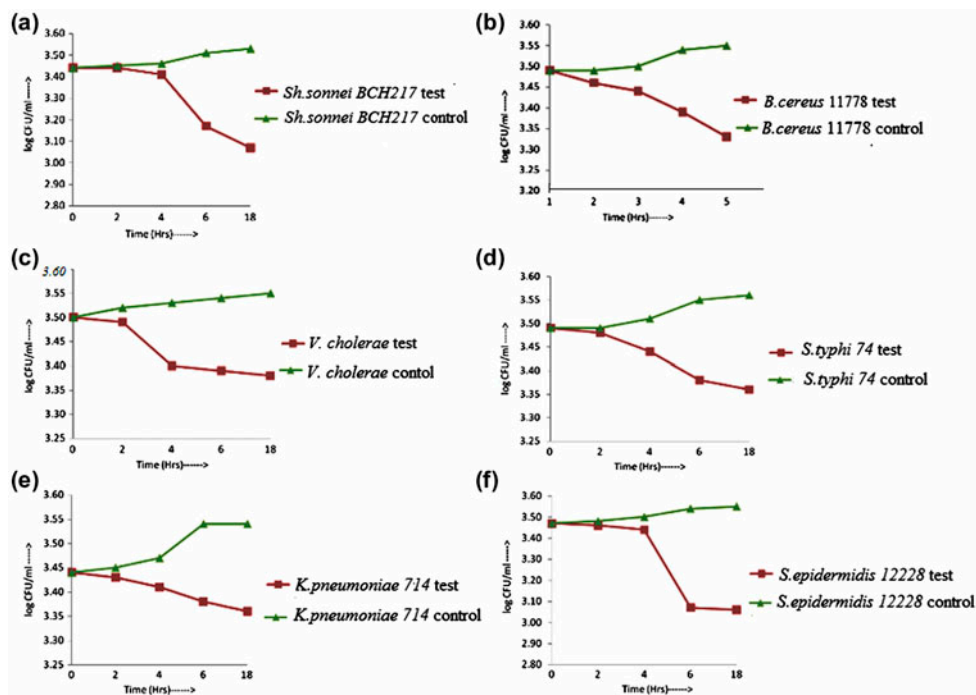 (a)
3.60
3.50
3.40
3.30
3.20
3.10
3.00
2.90
2.80
log CFU/ml ----->
0 2 4 6 18
Time (Hrs)------>
Sh.sonnei BCH217 test
Sh.sonnei BCH217 control
(b)
3.60
3.55
3.50
3.45
3.40
3.35
3.30
3.25
3.20
log CFU/ml ----->
1 2 3 4 5
Time (Hrs)------>
B.cereus 11778 test
B.cereus 11778 control
(c)
3.60
3.55
3.50
3.45
3.40
3.35
3.30
3.25
log CFU/ml ----->
0 2 4 6 18
Time (Hrs)------>
V. cholerae test
V. cholerae contol
(d)
3.60
3.55
3.50
3.45
3.40
3.35
3.30
3.25
log CFU/ml ----->
0 2 4 6 18
Time (Hrs)------>
S.typhi 74 test
S.typhi 74 control
(e)
3.60
3.55
3.50
3.45
3.40
3.35
3.30
3.25
log CFU/ml ----->
0 2 4 6 18
Time (Hrs)------>
K.pneumoniae 714 test
K.pneumoniae 714 control
(f)
3.60
3.50
3.40
3.30
3.20
3.10
3.00
2.90
2.80
log CFU/ml ----->
0 2 4 6 18
Time (Hrs)------>
S.epidermidis 12228 test
S.epidermidis 12228 control